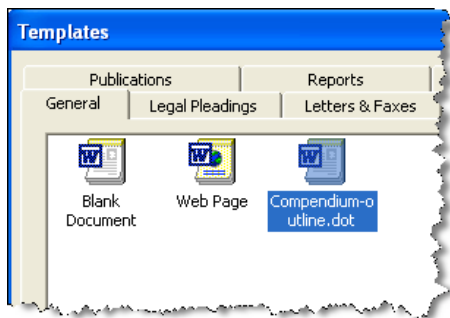 Templates
Publications
Reports
General
Legal Pleadings
Letters & Faxes
Blank
Document
Web Page
Compendium-o
utline.dot